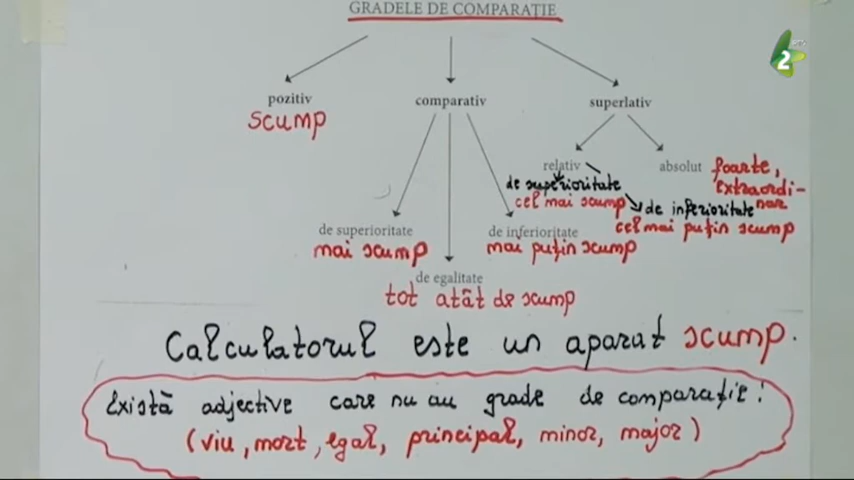 GRADELE DE COMPARAȚIE
2
pozitiv
scump
comparativ
superlativ
relativ
de superioritate
cel mai scump
de inferioritate
cel mai puțin scump
absolut foarte,
extraordi-
nar
de superioritate
mai scump
de inferioritate
mai puțin scump
de egalitate
tot atât de scump
Calculatorul este un aparat scump.
Există adjective care nu au grade de comparație!
(viu, mort, egal, principal, minor, major)